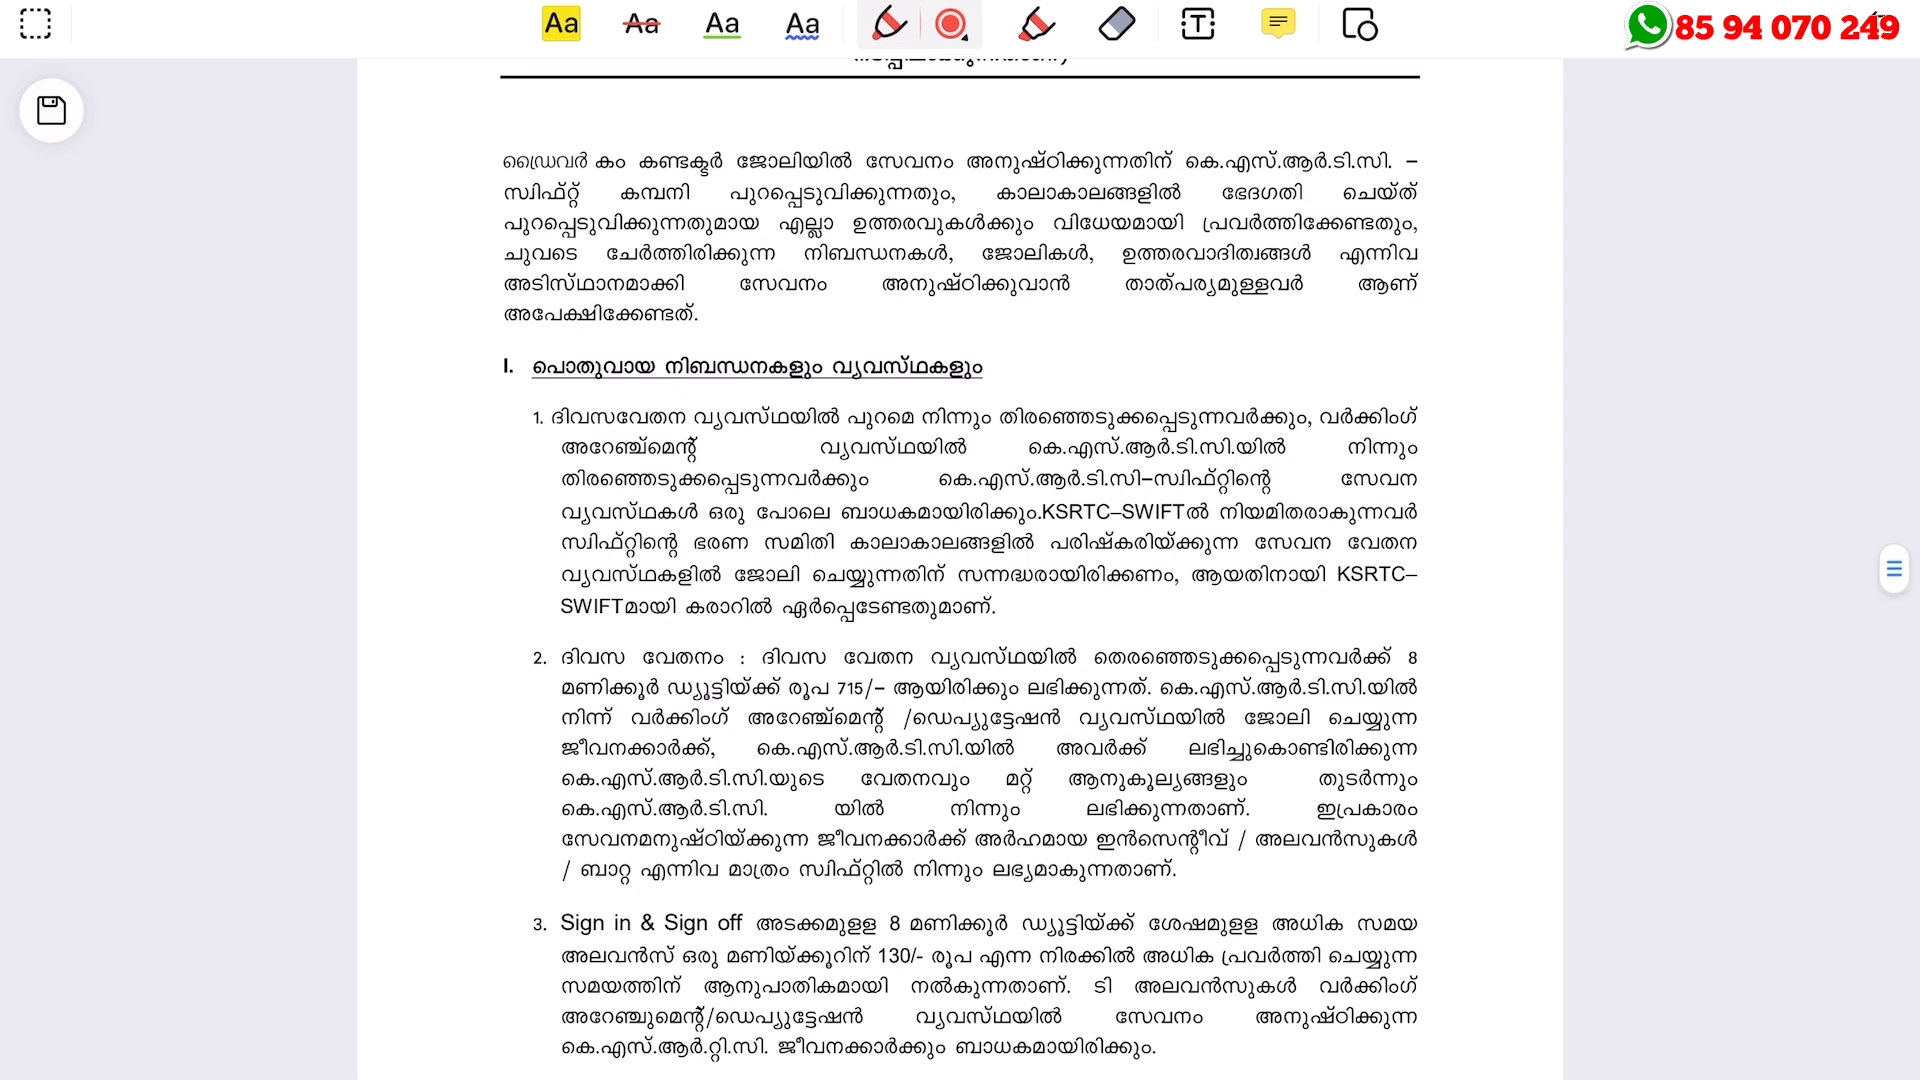 Aa Aa Aa Aa
85 94 070 249
ഡ്രൈവർ കം കണ്ടക്ടർ ജോലിയിൽ സേവനം അനുഷ്ഠിക്കുന്നതിന് കെ.എസ്.ആർ.ടി.സി. –
സ്വിഫ്റ്റ് കമ്പനി പുറപ്പെടുവിക്കുന്നതും, കാലാകാലങ്ങളിൽ ഭേദഗതി ചെയ്ത്
പുറപ്പെടുവിക്കുന്നതുമായ എല്ലാ ഉത്തരവുകൾക്കും വിധേയമായി പ്രവർത്തിക്കേണ്ടതും,
ചുവടെ ചേർത്തിരിക്കുന്ന നിബന്ധനകൾ, ജോലികൾ, ഉത്തരവാദിത്വങ്ങൾ എന്നിവ
അടിസ്ഥാനമാക്കി സേവനം അനുഷ്ഠിക്കുവാൻ താത്പര്യമുള്ളവർ ആണ്
അപേക്ഷിക്കേണ്ടത്.
I. പൊതുവായ നിബന്ധനകളും വ്യവസ്ഥകളും
1. ദിവസവേതന വ്യവസ്ഥയിൽ പുറമെ നിന്നും തിരഞ്ഞെടുക്കപ്പെടുന്നവർക്കും, വർക്കിംഗ്
അറേഞ്ച്മെന്റ് വ്യവസ്ഥയിൽ കെ.എസ്.ആർ.ടി.സി.യിൽ നിന്നും
തിരഞ്ഞെടുക്കപ്പെടുന്നവർക്കും കെ.എസ്.ആർ.ടി.സി–സ്വിഫ്റ്റിന്റെ സേവന
വ്യവസ്ഥകൾ ഒരു പോലെ ബാധകമായിരിക്കും.KSRTC–SWIFTൽ നിയമിതരാകുന്നവർ
സ്വിഫ്റ്റിന്റെ ഭരണ സമിതി കാലാകാലങ്ങളിൽ പരിഷ്കരിയ്ക്കുന്ന സേവന വേതന
വ്യവസ്ഥകളിൽ ജോലി ചെയ്യുന്നതിന് സന്നദ്ധരായിരിക്കണം, ആയതിനായി KSRTC–
SWIFTമായി കരാറിൽ ഏർപ്പെടേണ്ടതുമാണ്.
2. ദിവസ വേതനം : ദിവസ വേതന വ്യവസ്ഥയിൽ തെരഞ്ഞെടുക്കപ്പെടുന്നവർക്ക് 8
മണിക്കൂർ ഡ്യൂട്ടിയ്ക്ക് രൂപ 715/– ആയിരിക്കും ലഭിക്കുന്നത്. കെ.എസ്.ആർ.ടി.സി.യിൽ
നിന്ന് വർക്കിംഗ് അറേഞ്ച്മെന്റ് /ഡെപ്യുട്ടേഷൻ വ്യവസ്ഥയിൽ ജോലി ചെയ്യുന്ന
ജീവനക്കാർക്ക്, കെ.എസ്.ആർ.ടി.സി.യിൽ അവർക്ക് ലഭിച്ചുകൊണ്ടിരിക്കുന്ന
കെ.എസ്.ആർ.ടി.സി.യുടെ വേതനവും മറ്റ് ആനുകൂല്യങ്ങളും തുടർന്നും
കെ.എസ്.ആർ.ടി.സി. യിൽ നിന്നും ലഭിക്കുന്നതാണ്. ഇപ്രകാരം
സേവനമനുഷ്ഠിയ്ക്കുന്ന ജീവനക്കാർക്ക് അർഹമായ ഇൻസെന്റീവ് / അലവൻസുകൾ
/ ബാറ്റ എന്നിവ മാത്രം സ്വിഫ്റ്റിൽ നിന്നും ലഭ്യമാകുന്നതാണ്.
3. Sign in & Sign off അടക്കമുളള 8 മണിക്കൂർ ഡ്യൂട്ടിയ്ക്ക് ശേഷമുളള അധിക സമയ
അലവൻസ് ഒരു മണിയ്ക്കൂറിന് 130/- രൂപ എന്ന നിരക്കിൽ അധിക പ്രവർത്തി ചെയ്യുന്ന
സമയത്തിന് ആനുപാതികമായി നൽകുന്നതാണ്. ടി അലവൻസുകൾ വർക്കിംഗ്
അറേഞ്ചുമെന്റ്/ഡെപ്യുട്ടേഷൻ വ്യവസ്ഥയിൽ സേവനം അനുഷ്ഠിക്കുന്ന
കെ.എസ്.ആർ.റ്റി.സി. ജീവനക്കാർക്കും ബാധകമായിരിക്കും.